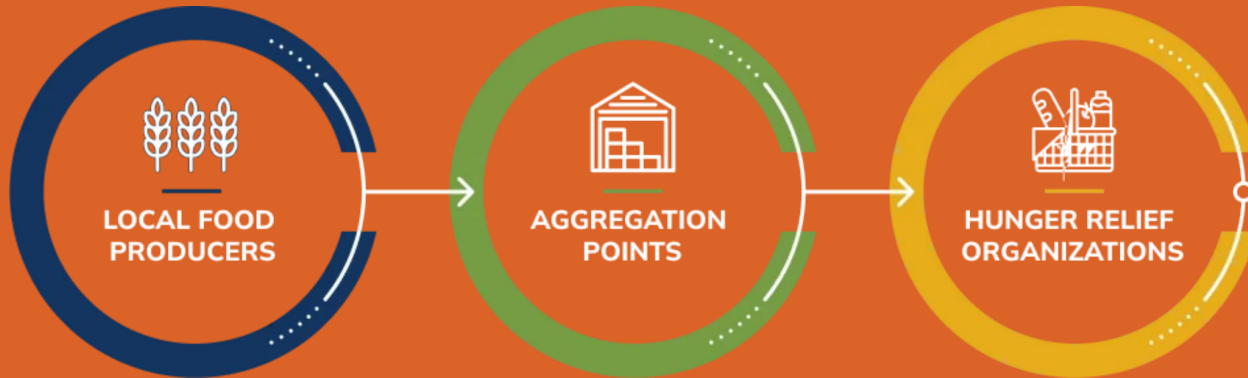 LOCAL FOOD
PRODUCERS
AGGREGATION
POINTS
HUNGER RELIEF
ORGANIZATIONS